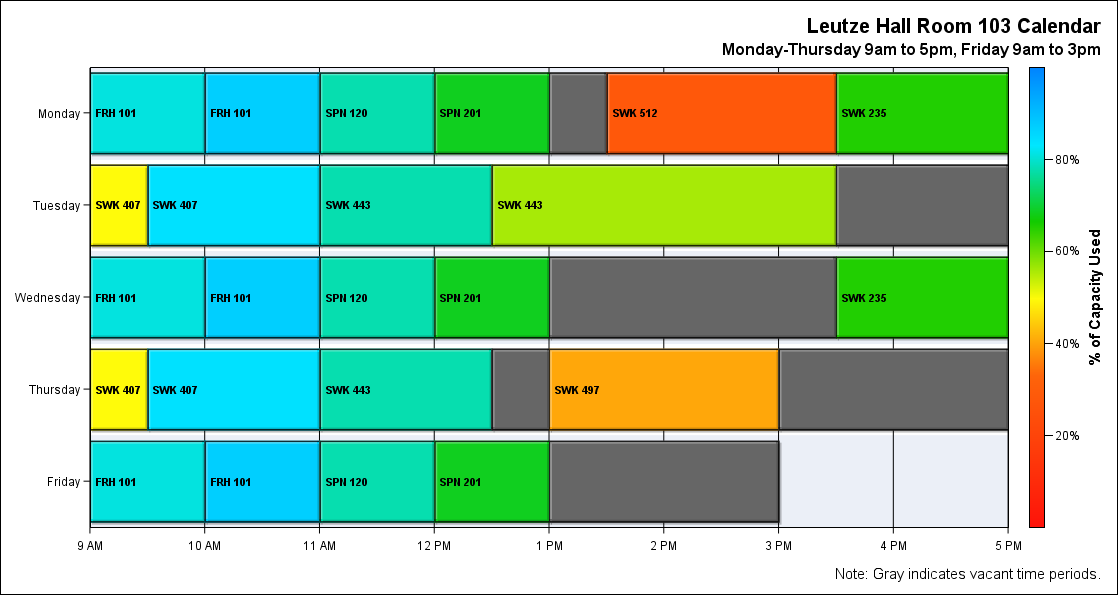 Leutze Hall Room 103 Calendar
Monday-Thursday 9am to 5pm, Friday 9am to 3pm
Monday
FRH 101 FRH 101 SPN 120 SPN 201 SWK 512 SWK 235
Tuesday
SWK 407 SWK 407 SWK 443 SWK 443
Wednesday
FRH 101 FRH 101 SPN 120 SPN 201 SWK 235
Thursday
SWK 407 SWK 407 SWK 443 SWK 497
Friday
FRH 101 FRH 101 SPN 120 SPN 201
9 AM 10 AM 11 AM 12 PM 1 PM 2 PM 3 PM 4 PM 5 PM
80%
60%
40%
20%
% of Capacity Used
Note: Gray indicates vacant time periods.